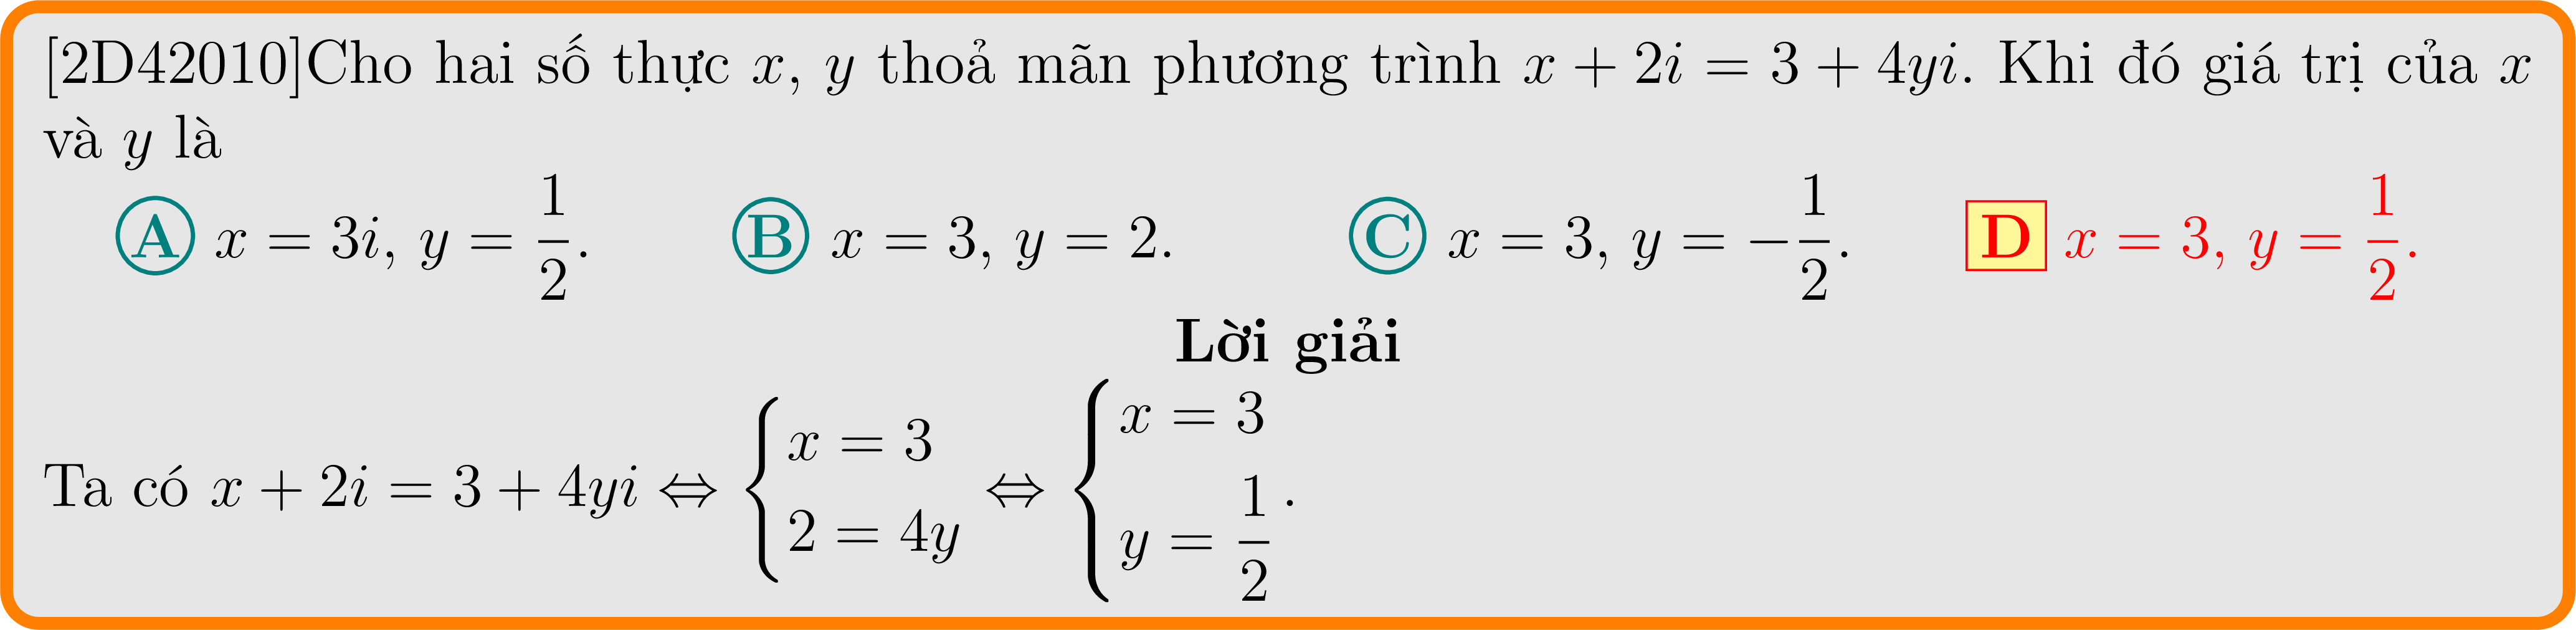 [2D42010]Cho hai số thực x, y thoả mãn phương trình x + 2i = 3 + 4yi. Khi đó giá trị của x
và y là
A x = 3i, y = \frac{1}{2}. B x = 3, y = 2. C x = 3, y = -\frac{1}{2}. D x = 3, y = \frac{1}{2}.
Lời giải
Ta có x + 2i = 3 + 4yi ⇔ \begin{cases} x = 3 \\ 2 = 4y \end{cases} ⇔ \begin{cases} x = 3 \\ y = \frac{1}{2} \end{cases}.